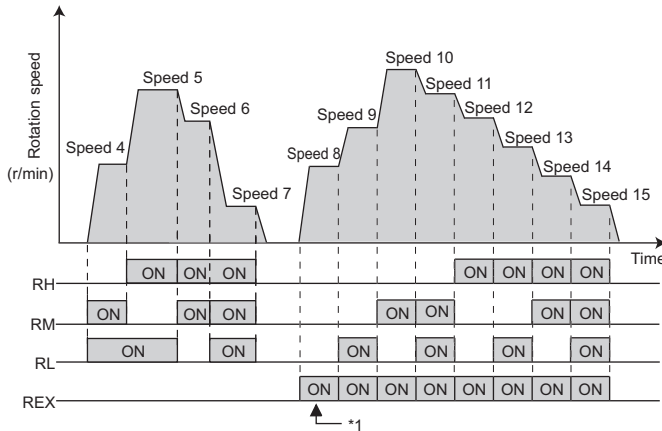 Rotation speed
(r/min)
Speed 4
Speed 5
Speed 6
Speed 7
Speed 8
Speed 9
Speed 10
Speed 11
Speed 12
Speed 13
Speed 14
Speed 15
Time
RH
ON ON ON ON ON ON ON
RM
ON ON ON ON ON ON ON
RL
ON ON ON ON ON ON
REX
ON ON ON ON ON ON ON ON
*1